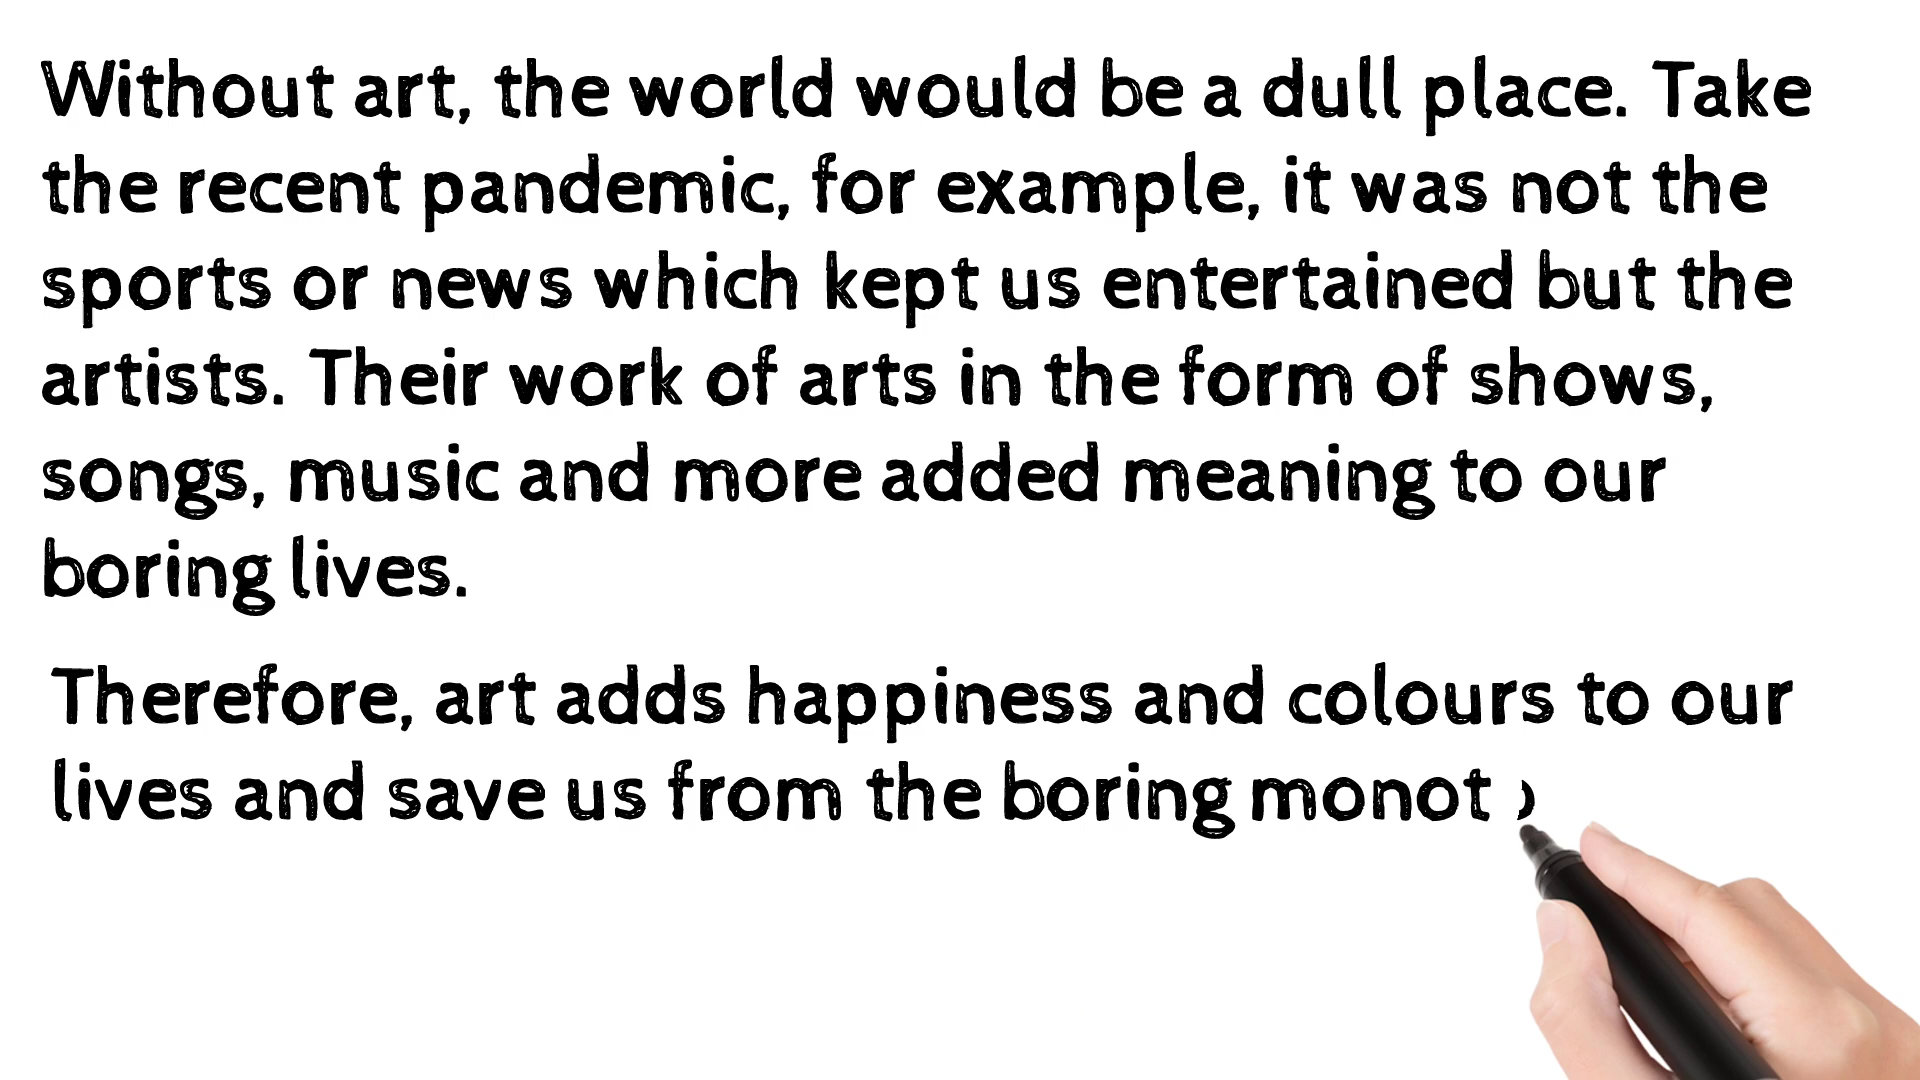 Without art, the world would be a dull place. Take
the recent pandemic, for example, it was not the
sports or news which kept us entertained but the
artists. Their work of arts in the form of shows,
songs, music and more added meaning to our
boring lives.
Therefore, art adds happiness and colours to our
lives and save us from the boring monot